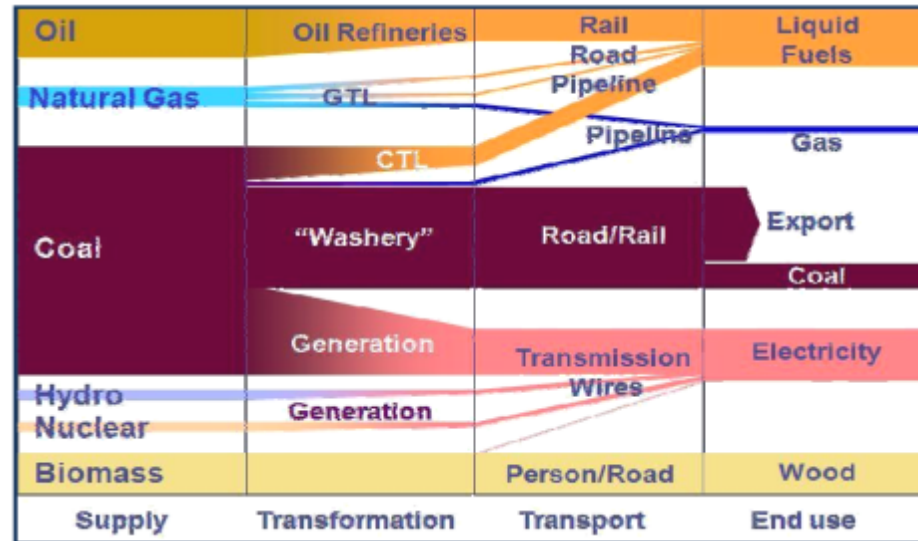 Oil
Oil Refineries
Rail
Liquid
Fuels
Road
Natural Gas
GTL
Pipeline
Pipeline
Gas
CTL
Coal
"Washery"
Road/Rail
Export
Coal
Generation
Transmission
Wires
Electricity
Hydro
Generation
Nuclear
Biomass
Person/Road
Wood
Supply
Transformation
Transport
End use